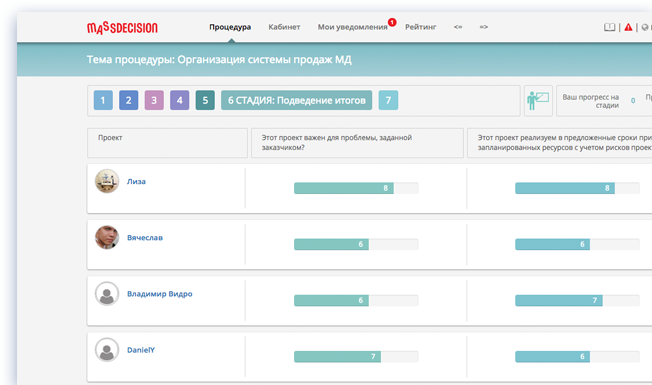 MASSDECISION
Процедура Кабинет Мои уведомления 1 Рейтинг <= =>
Тема процедуры: Организация системы продаж МД
1 2 3 4 5 6 СТАДИЯ: Подведение итогов 7
Ваш прогресс на
стадии
0
Проект
Этот проект важен для проблемы, заданной
заказчиком?
Этот проект реализуем в предложенные сроки при
запланированных ресурсов с учетом рисков проек
Лиза 8 8
Вячеслав 6 6
Владимир Видро 6 7
DanielY 7 6